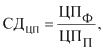 СД_ЦП = ЦП_Ф / ЦП_П,